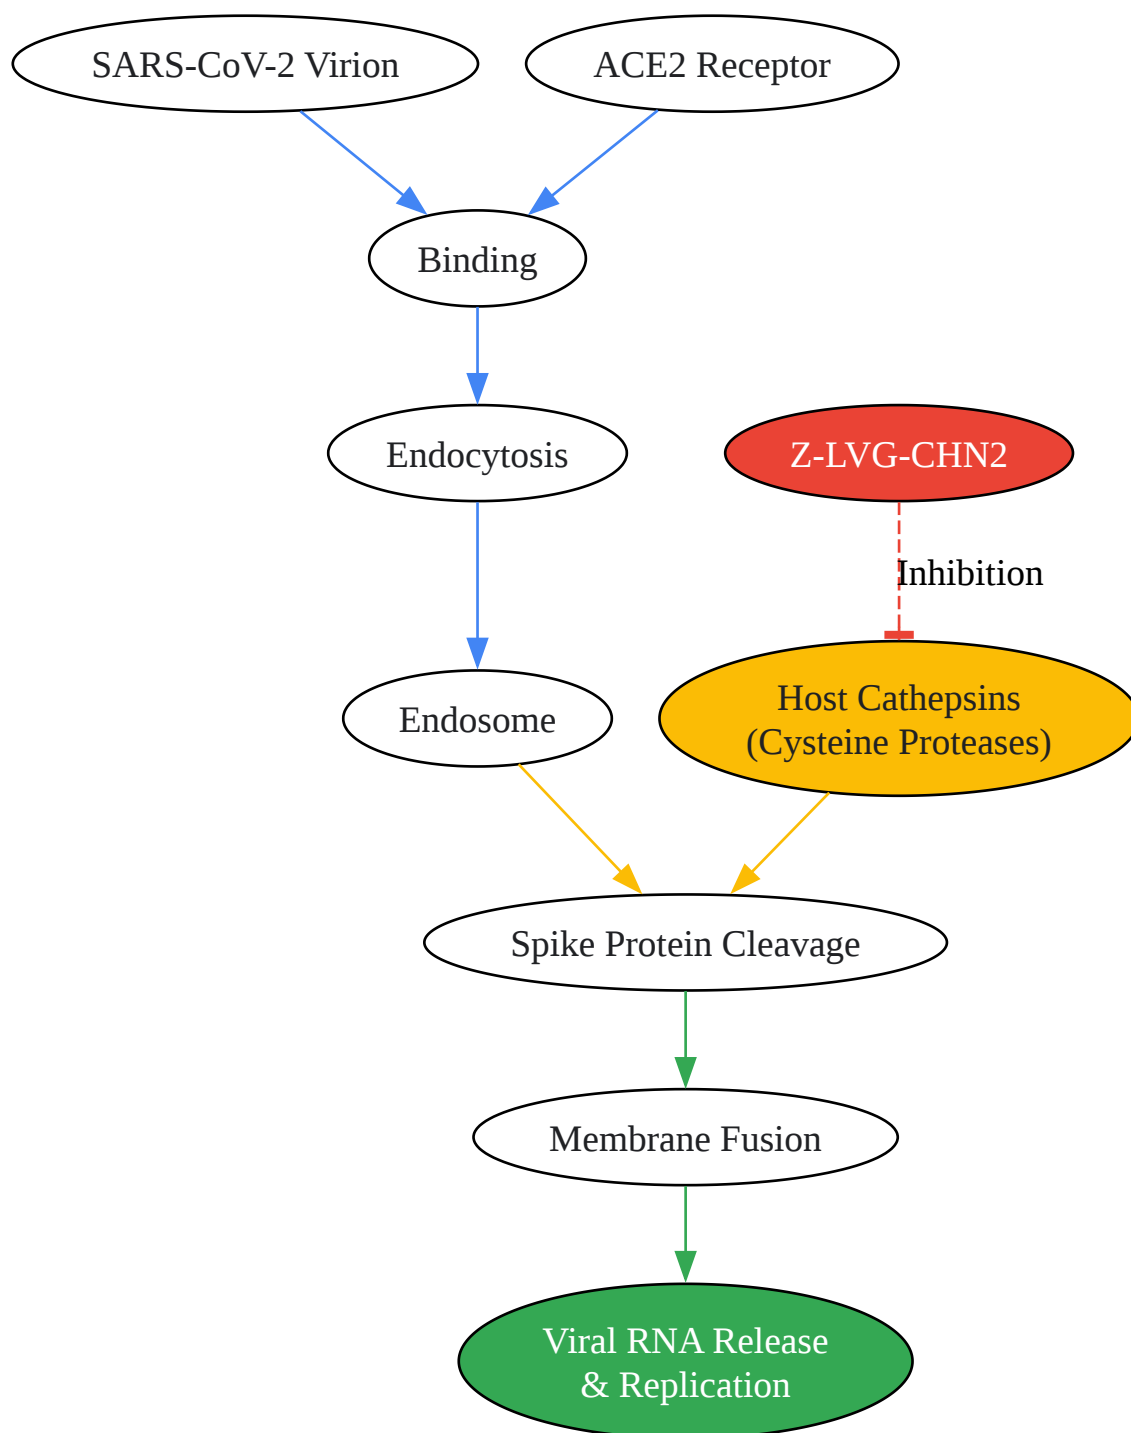 SARS-CoV-2 Virion
ACE2 Receptor
Binding
Endocytosis
Z-LVG-CHN2
Inhibition
Endosome
Host Cathepsins
(Cysteine Proteases)
Spike Protein Cleavage
Membrane Fusion
Viral RNA Release
& Replication